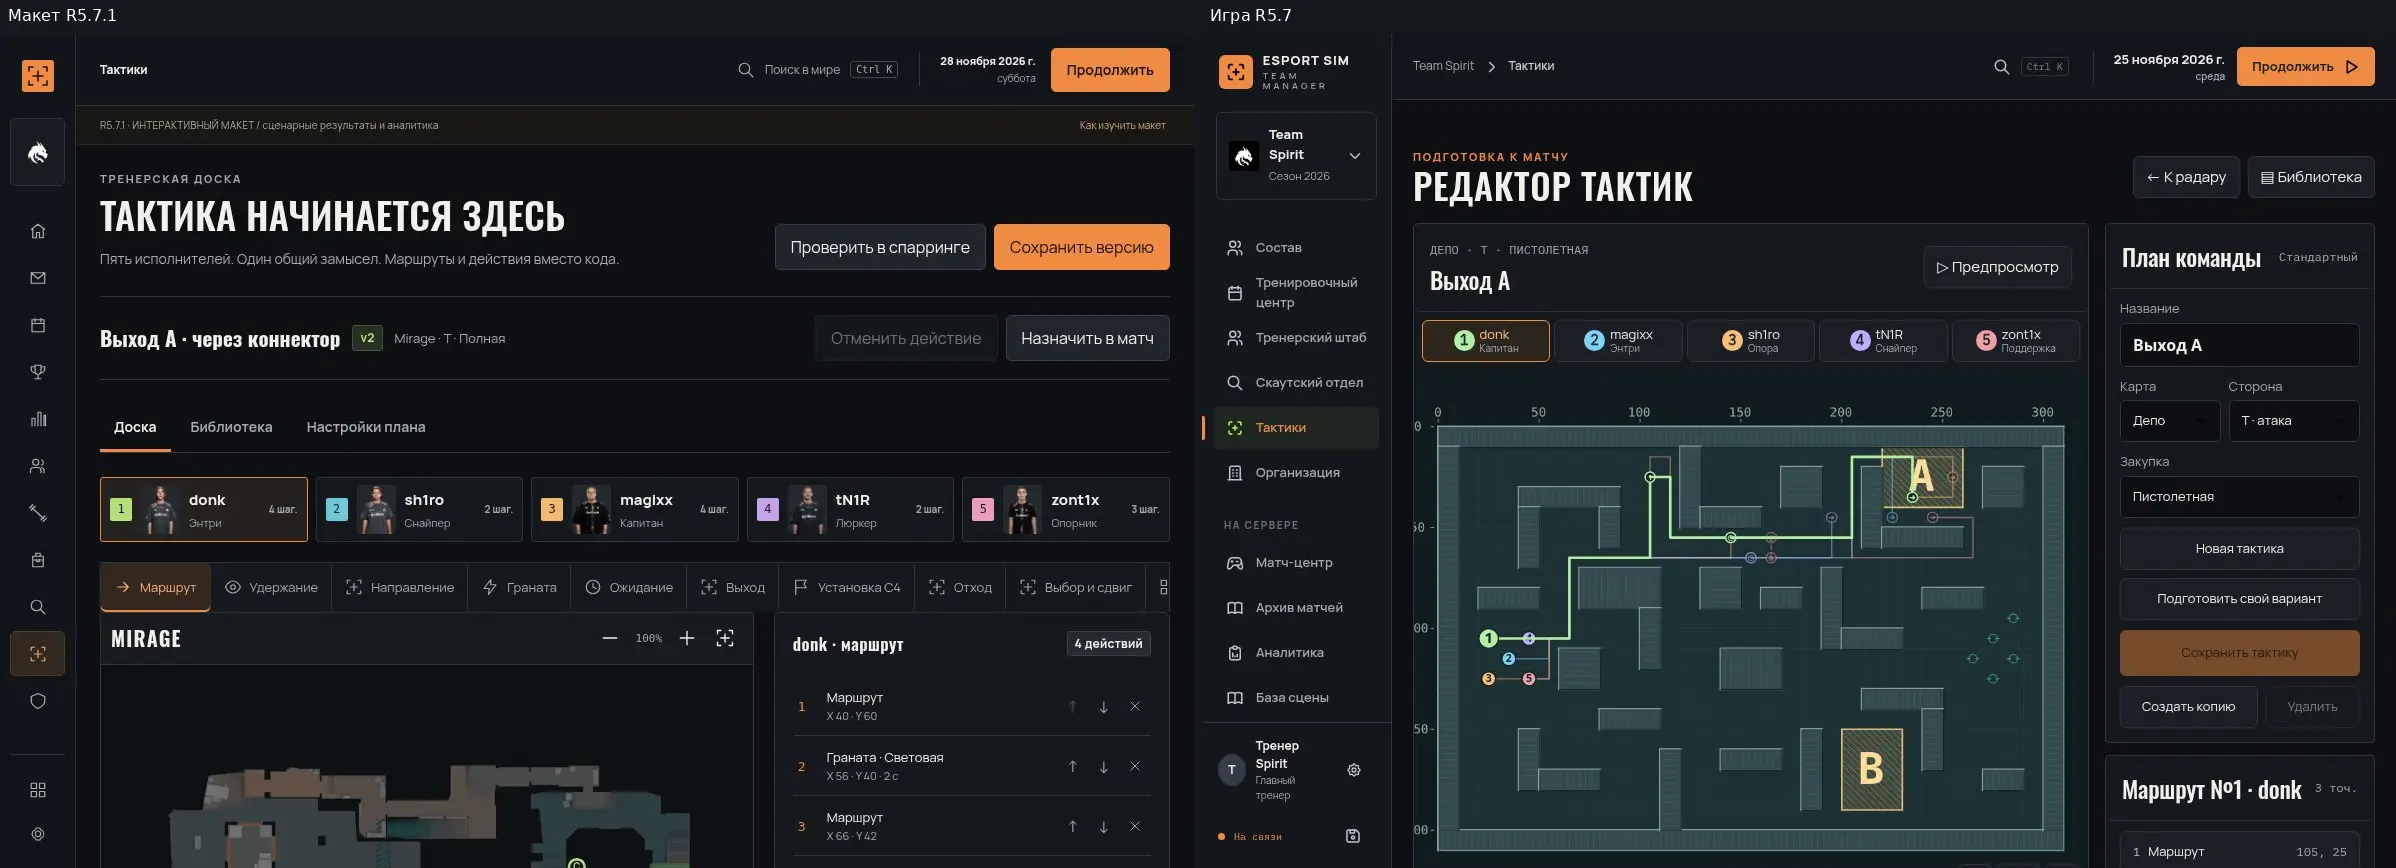 Макет R5.7.1
Тактики
Поиск в мире
Ctrl K
28 ноября 2026 г.
суббота
Продолжить
R5.7.1 · ИНТЕРАКТИВНЫЙ МАКЕТ / сценарные результаты и аналитика
Как изучить макет
ТРЕНЕРСКАЯ ДОСКА
ТАКТИКА НАЧИНАЕТСЯ ЗДЕСЬ
Пять исполнителей. Один общий замысел. Маршруты и действия вместо кода.
Проверить в спарринге
Сохранить версию
Выход A · через коннектор
v2
Mirage · T · Полная
Отменить действие
Назначить в матч
Доска
Библиотека
Настройки плана
1
donk
Энтри
4 шаг.
2
sh1ro
Снайпер
2 шаг.
3
magixx
Капитан
4 шаг.
4
tN1R
Люркер
2 шаг.
5
zont1x
Опорник
3 шаг.
Маршрут
Удержание
Направление
Граната
Ожидание
Выход
Установка C4
Отход
Выбор и сдвиг
MIRAGE
100%
donk · маршрут
4 действий
1
Маршрут
X 40 · Y 60
2
Граната · Световая
X 56 · Y 40 · 2 с
3
Маршрут
X 66 · Y 42
Игра R5.7
ESPORT SIM
TEAM
MANAGER
Team
Spirit
Сезон 2026
Состав
Тренировочный
центр
Тренерский штаб
Скаутский отдел
Тактики
Организация
НА СЕРВЕРЕ
Матч-центр
Архив матчей
Аналитика
База сцены
T
Тренер
Spirit
Главный
тренер
На связи
Team Spirit
Тактики
Ctrl K
25 ноября 2026 г.
среда
Продолжить
ПОДГОТОВКА К МАТЧУ
РЕДАКТОР ТАКТИК
← К радару
Библиотека
ДЕПО · T · ПИСТОЛЕТНАЯ
Выход A
Предпросмотр
1
donk
Капитан
2
magixx
Энтри
3
sh1ro
Опора
4
tN1R
Снайпер
5
zont1x
Поддержка
0 50 100 150 200 250 300
0
50
00
50
00
A
B
1
4
2
3
5
План команды
Стандартный
Название
Выход A
Карта
Сторона
Депо
T · атака
Закупка
Пистолетная
Новая тактика
Подготовить свой вариант
Сохранить тактику
Создать копию
Удалить
Маршрут №1 · donk
3 точ.
1 Маршрут
105, 25